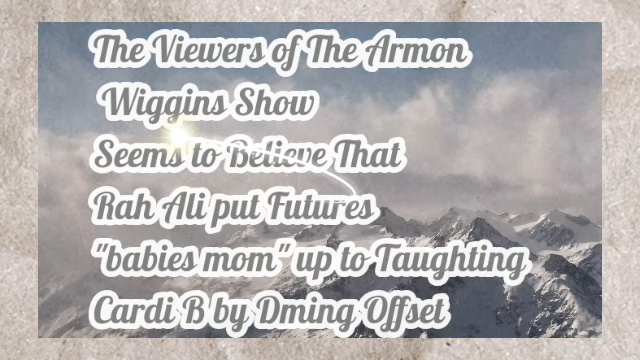 The Viewers of The Armon
Wiggins Show
Seems to Believe That
Rah Ali put Futures
"babies mom" up to Taughting
Cardi B by Dming Offset